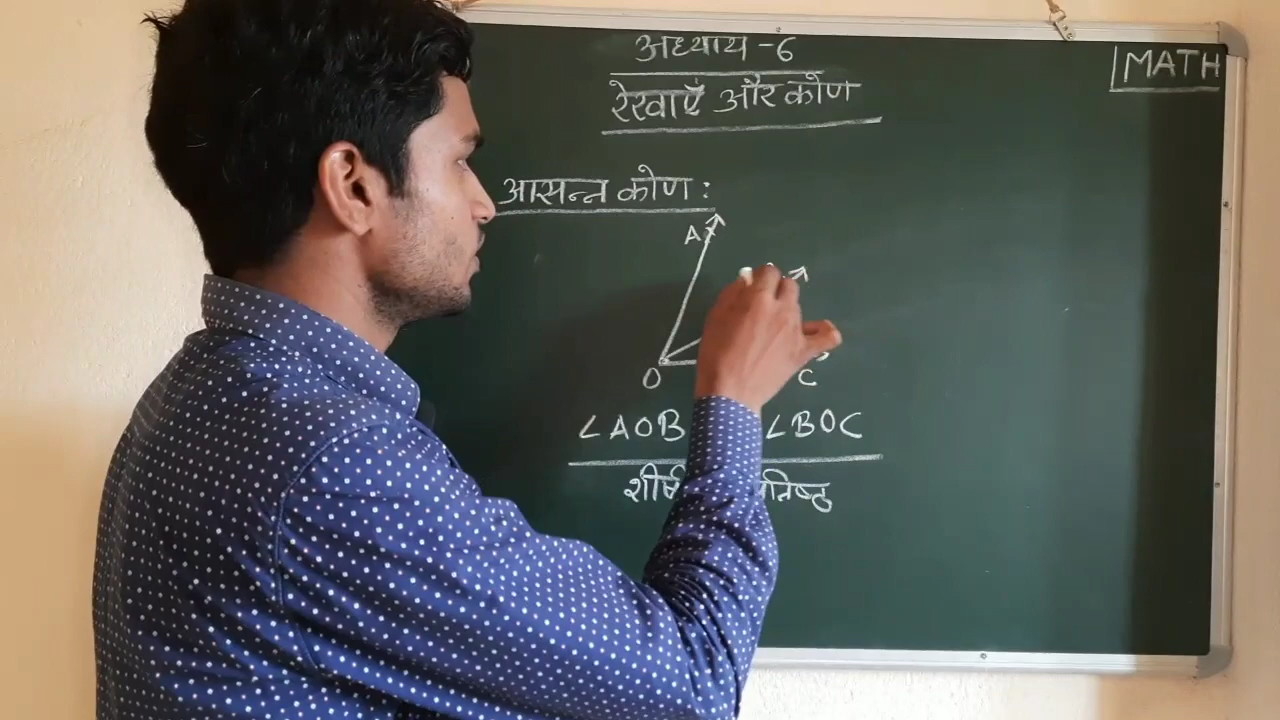 अध्याय - 6
MATH
रेखाएँ और कोण
आसन्न कोण :
A
O
C
∠AOB ∠BOC